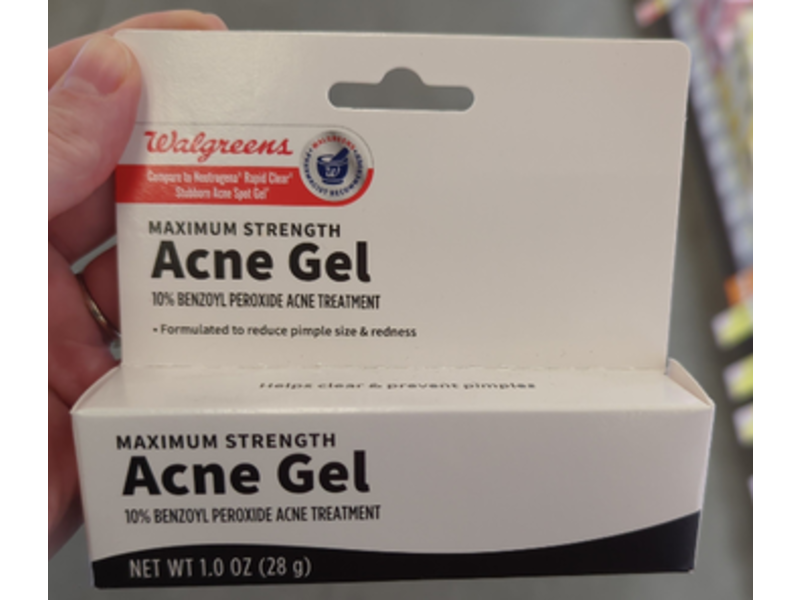 Walgreens
Compare to Neutrogena® Rapid Clear®
Stubborn Acne Spot Gel*
MAXIMUM STRENGTH
Acne Gel
10% BENZOYL PEROXIDE ACNE TREATMENT
• Formulated to reduce pimple size & redness
Helps clear & prevent pimples
MAXIMUM STRENGTH
Acne Gel
10% BENZOYL PEROXIDE ACNE TREATMENT
NET WT 1.0 OZ (28 g)